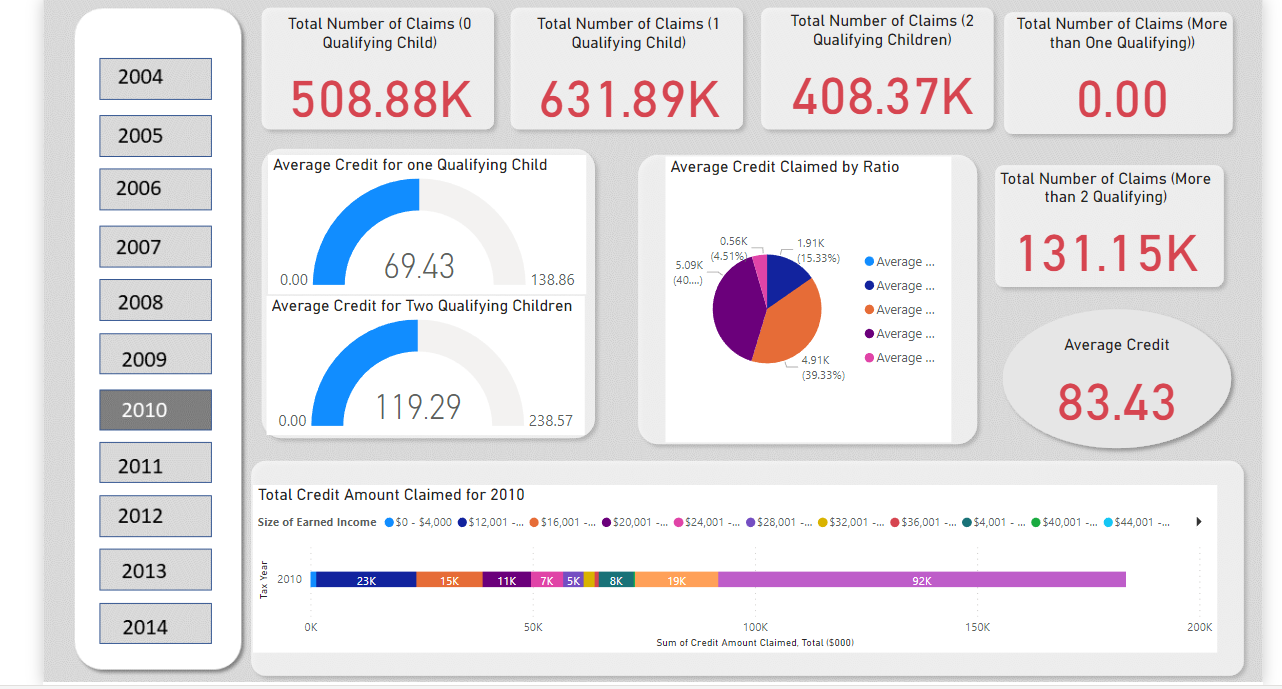 2004
2005
2006
2007
2008
2009
2010
2011
2012
2013
2014
Total Number of Claims (0
Qualifying Child)
508.88K
Total Number of Claims (1
Qualifying Child)
631.89K
Total Number of Claims (2
Qualifying Children)
408.37K
Total Number of Claims (More
than One Qualifying))
0.00
Average Credit for one Qualifying Child
69.43
0.00
138.86
Average Credit for Two Qualifying Children
119.29
0.00
238.57
Average Credit Claimed by Ratio
0.56K
(4.51%)
1.91K
(15.33%)
5.09K
(40....)
4.91K
(39.33%)
Average ...
Average ...
Average ...
Average ...
Average ...
Total Number of Claims (More
than 2 Qualifying)
131.15K
Average Credit
83.43
Total Credit Amount Claimed for 2010
Size of Earned Income $0 - $4,000 $12,001 -... $16,001 -... $20,001 -... $24,001 -... $28,001 -... $32,001 -... $36,001 -... $4,001 - ... $40,001 -... $44,001 -...
Tax Year
2010
23K 15K 11K 7K 5K 8K 19K 92K
0K 50K 100K 150K 200K
Sum of Credit Amount Claimed, Total ($000)